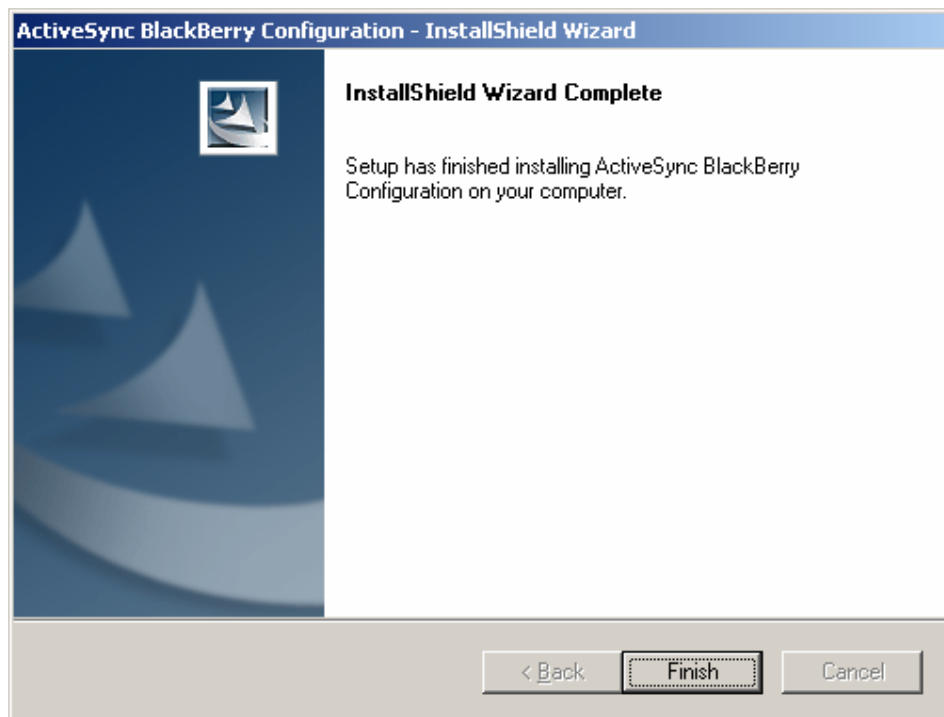 ActiveSync BlackBerry Configuration - InstallShield Wizard
InstallShield Wizard Complete
Setup has finished installing ActiveSync BlackBerry
Configuration on your computer.
< Back
Finish
Cancel